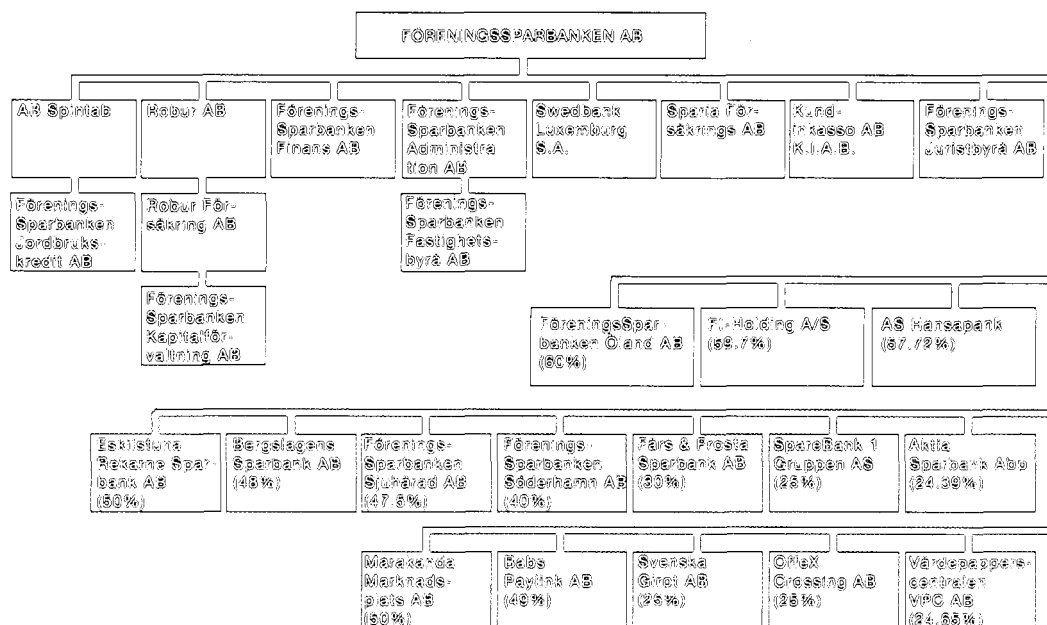 FÖRENINGSSPARBANKEN AB
AB Spintab
Robur AB
Förenings-
Sparbanken
Finans AB
Förenings-
Sparbanken
Administra
tion AB
Swedbank
Luxemburg
S.A.
Sparia För-
säkrings AB
Kund-
inkasso AB
K.I.A.B.
Förenings-
Sparbanken
Juristbyrå AB
Förenings-
Sparbanken
Jordbruks-
kredit AB
Robur För-
säkring AB
Förenings-
Sparbanken
Fastighets-
byrå AB
Förenings-
Sparbanken
Kapitalför-
valtning AB
FöreningsSpar-
banken Öland AB
(60%)
FI-Holding A/S
(59.7%)
AS Hansapank
(57.72%)
Eskilstuna
Rekarne Spar-
bank AB
(50%)
Bergslagens
Sparbank AB
(48%)
Förenings-
Sparbanken
Sjuhärad AB
(47.5%)
Förenings
Sparbanken
Söderhamn AB
(40%)
Färs & Frosta
Sparbank AB
(30%)
SpareBank 1
Gruppen AS
(25%)
Aktia
Sparbank Abp
(24.39%)
Marakanda
Marknads-
plats AB
(50%)
Babs
Paylink AB
(49%)
Svenska
Girot AB
(25%)
OffeX
Crossing AB
(25%)
Värdepappers-
centralen
VPC AB
(24.65%)